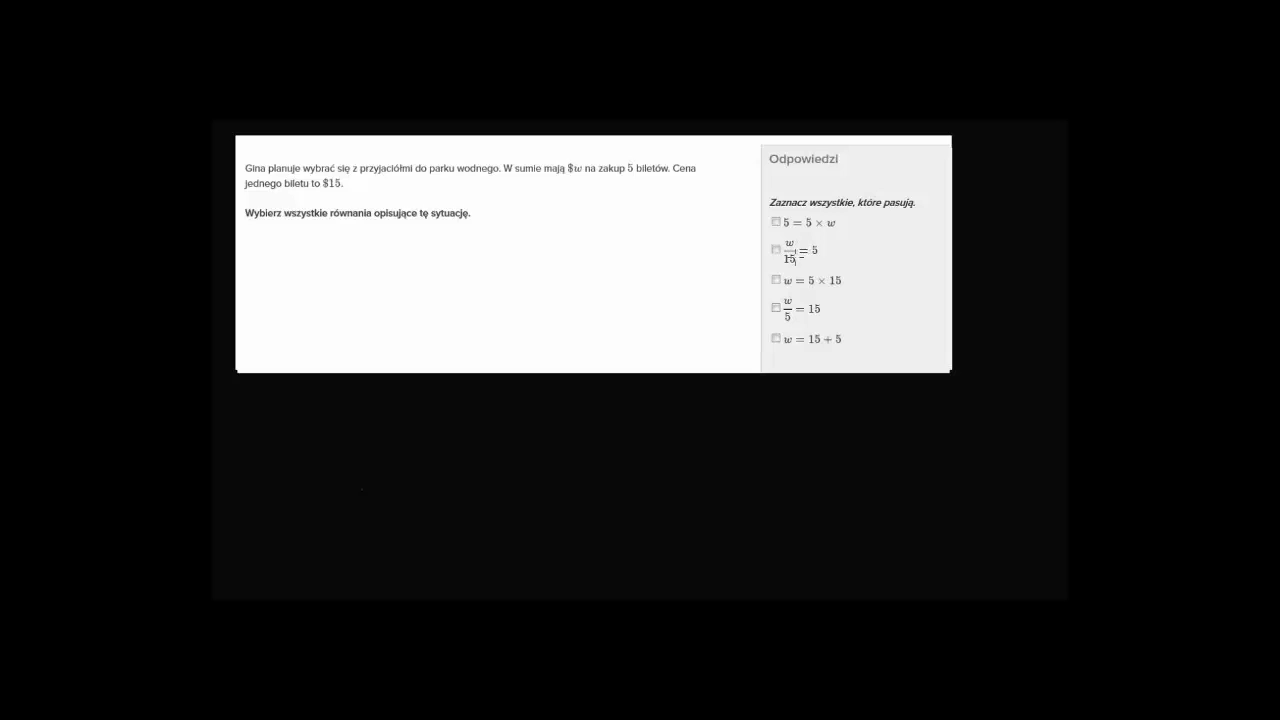 Gina planuje wybrać się z przyjaciółmi do parku wodnego. W sumie mają $w na zakup 5 biletów. Cena
jednego biletu to $15.
Wybierz wszystkie równania opisujące tę sytuację.
Odpowiedzi
Zaznacz wszystkie, które pasują.
5 = 5 × w
w/15 = 5
w = 5 × 15
w/5 = 15
w = 15 + 5